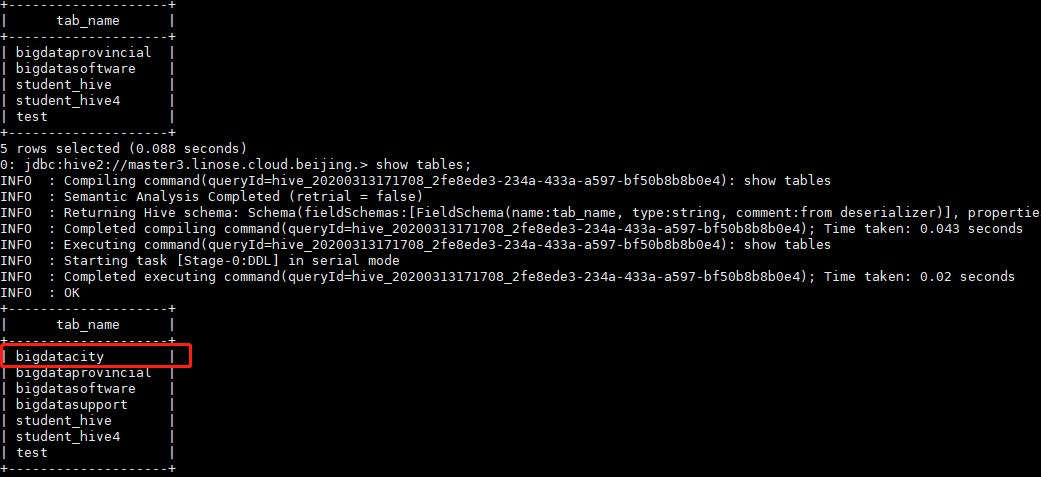 +--------------------+
|      tab_name      |
+--------------------+
| bigdataprovincial  |
| bigdatasoftware    |
| student_hive       |
| student_hive4      |
| test               |
+--------------------+
5 rows selected (0.088 seconds)
0: jdbc:hive2://master3.linose.cloud.beijing.> show tables;
INFO  : Compiling command(queryId=hive_20200313171708_2fe8ede3-234a-433a-a597-bf50b8b8b0e4): show tables
INFO  : Semantic Analysis Completed (retrial = false)
INFO  : Returning Hive schema: Schema(fieldSchemas:[FieldSchema(name:tab_name, type:string, comment:from deserializer)], propertie
INFO  : Completed compiling command(queryId=hive_20200313171708_2fe8ede3-234a-433a-a597-bf50b8b8b0e4); Time taken: 0.043 seconds
INFO  : Executing command(queryId=hive_20200313171708_2fe8ede3-234a-433a-a597-bf50b8b8b0e4): show tables
INFO  : Starting task [Stage-0:DDL] in serial mode
INFO  : Completed executing command(queryId=hive_20200313171708_2fe8ede3-234a-433a-a597-bf50b8b8b0e4); Time taken: 0.02 seconds
INFO  : OK
+--------------------+
|      tab_name      |
+--------------------+
| bigdatacity        |
| bigdataprovincial  |
| bigdatasoftware    |
| bigdatasupport     |
| student_hive       |
| student_hive4      |
| test               |
+--------------------+